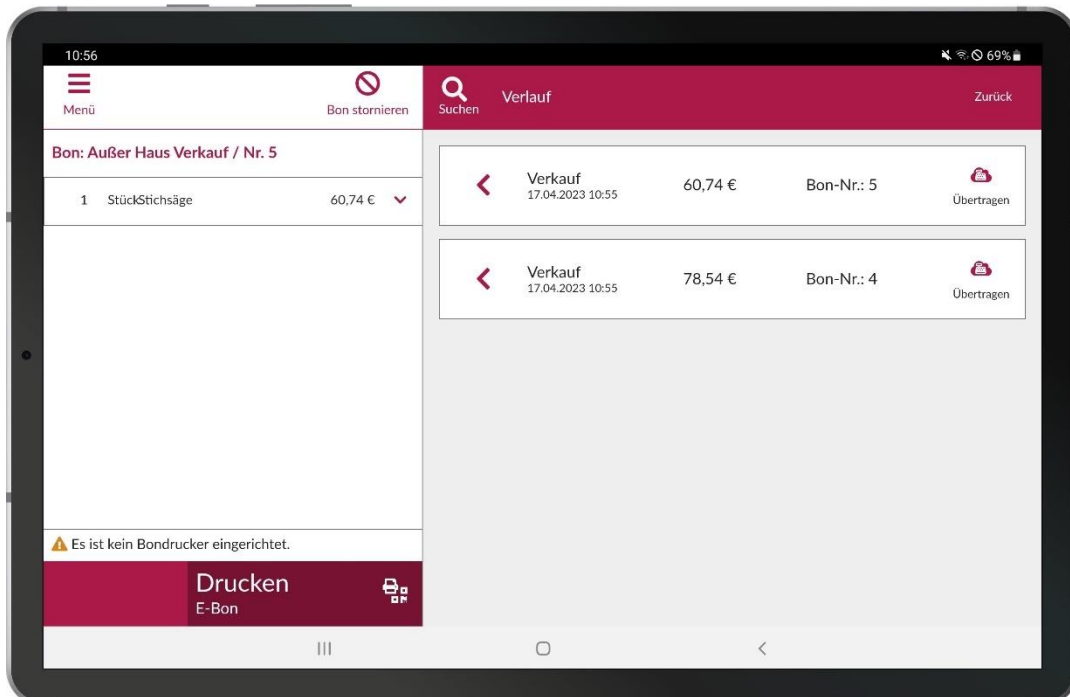 10:56
69%
Menü
Bon stornieren
Suchen
Verlauf
Zurück
Bon: Außer Haus Verkauf / Nr. 5
1 StückStichsäge 60,74 €
Verkauf
17.04.2023 10:55
60,74 €
Bon-Nr.: 5
Übertragen
Verkauf
17.04.2023 10:55
78,54 €
Bon-Nr.: 4
Übertragen
Es ist kein Bondrucker eingerichtet.
Drucken
E-Bon